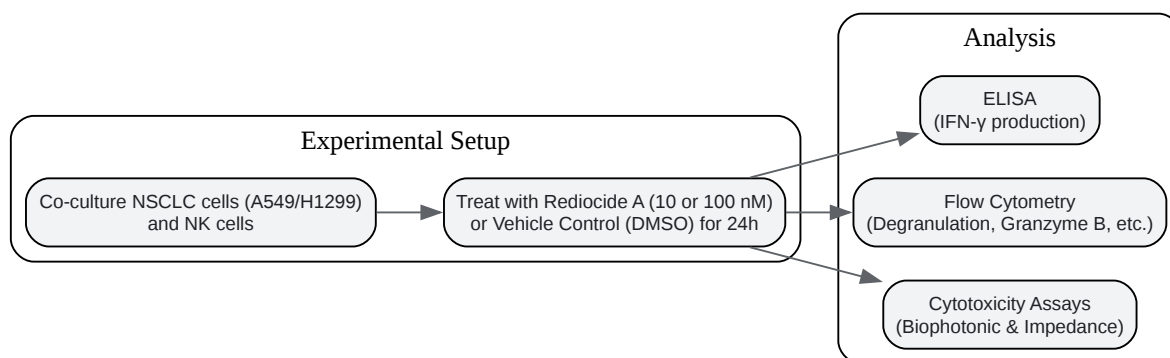 Experimental Setup
Co-culture NSCLC cells (A549/H1299)
and NK cells
Treat with Rediocide A (10 or 100 nM)
or Vehicle Control (DMSO) for 24h
Analysis
ELISA
(IFN-γ production)
Flow Cytometry
(Degranulation, Granzyme B, etc.)
Cytotoxicity Assays
(Biophotonic & Impedance)